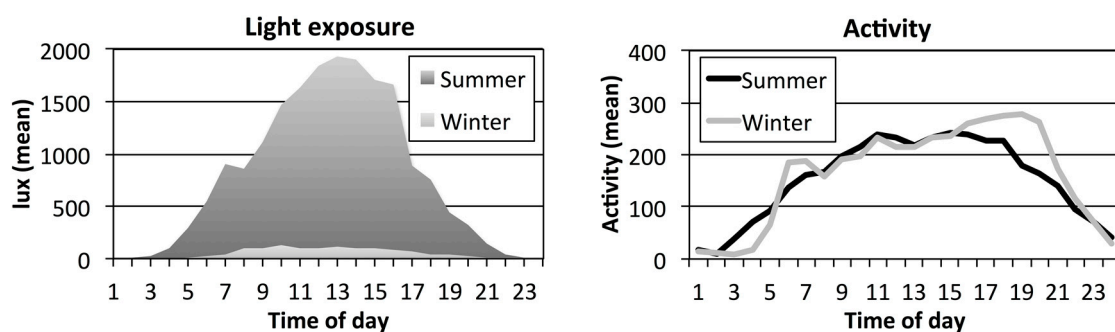 Light exposure
lux (mean)
2000
1500
1000
500
0
Summer
Winter
1 3 5 7 9 11 13 15 17 19 21 23
Time of day
Activity
Activity (mean)
400
300
200
100
0
Summer
Winter
1 3 5 7 9 11 13 15 17 19 21 23
Time of day